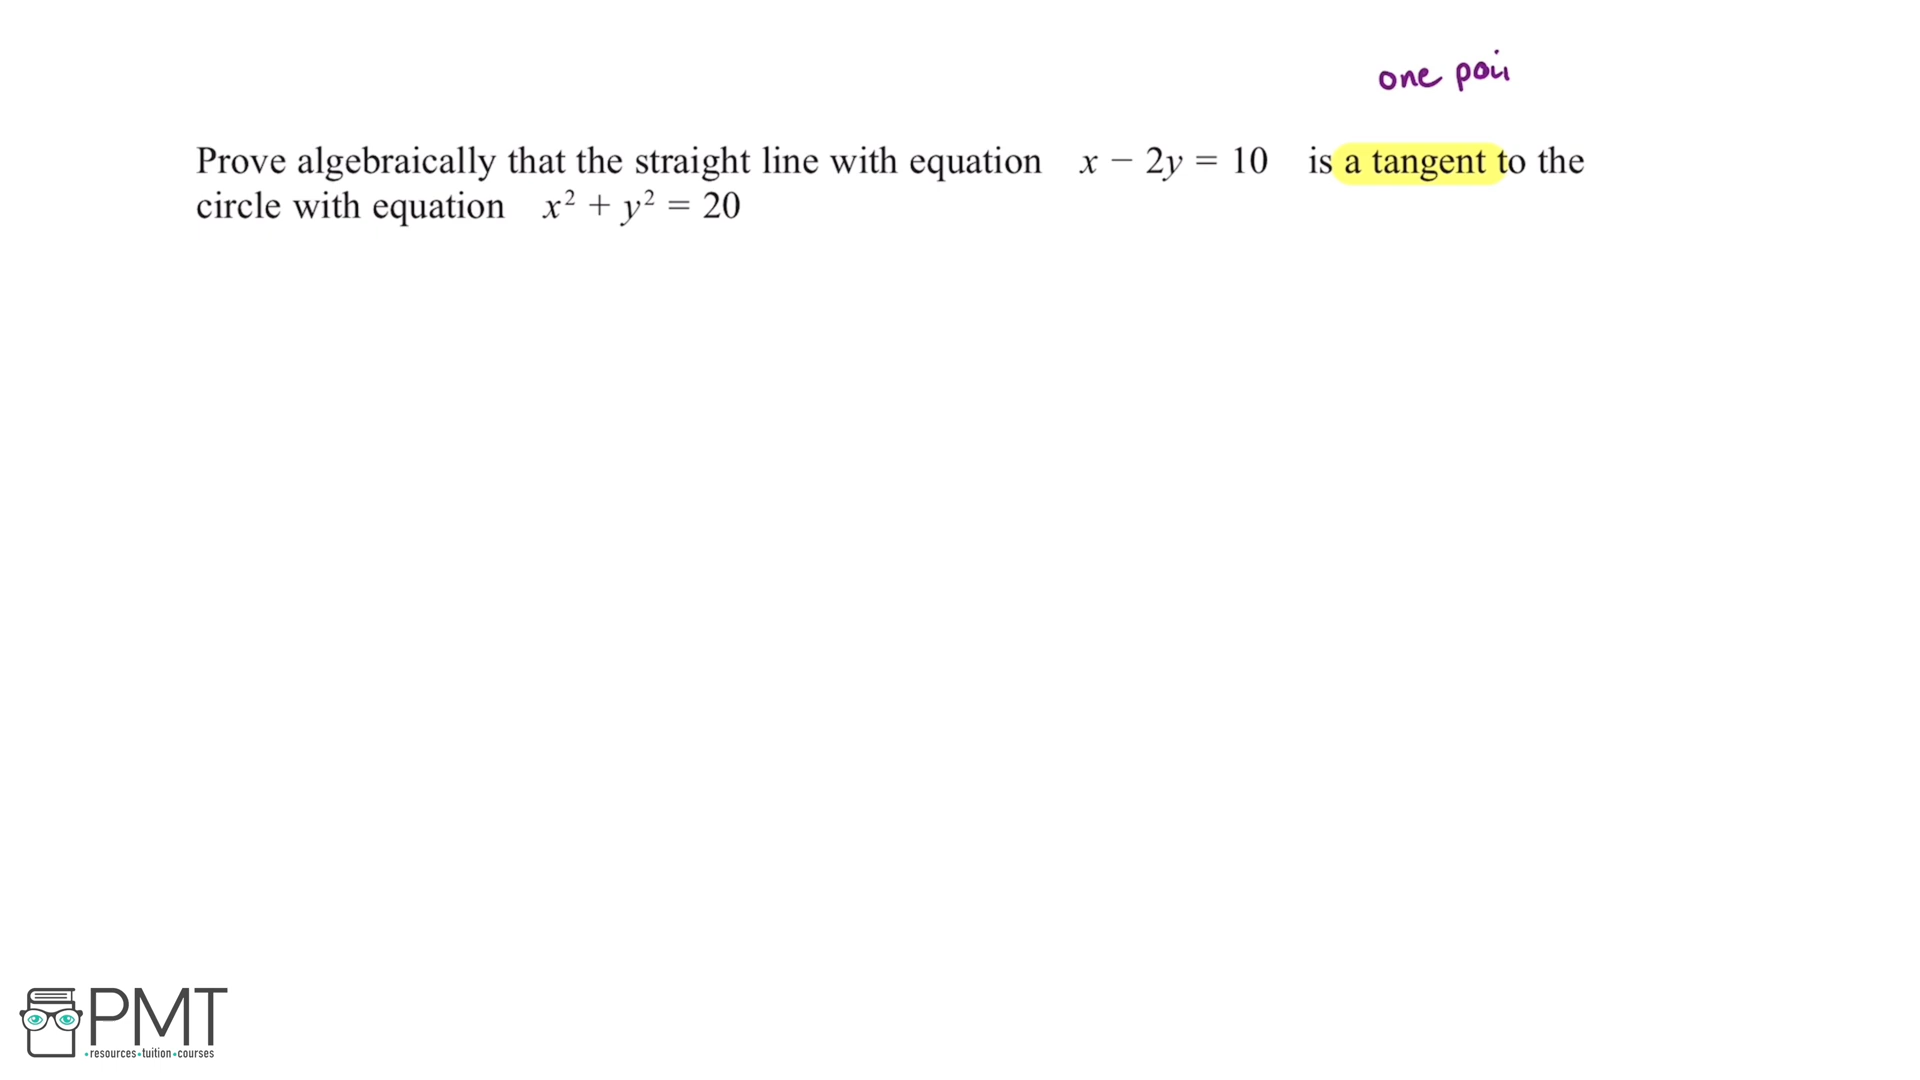 one poi
Prove algebraically that the straight line with equation x − 2y = 10 is a tangent to the
circle with equation x² + y² = 20
PMT
•resources•tuition•courses